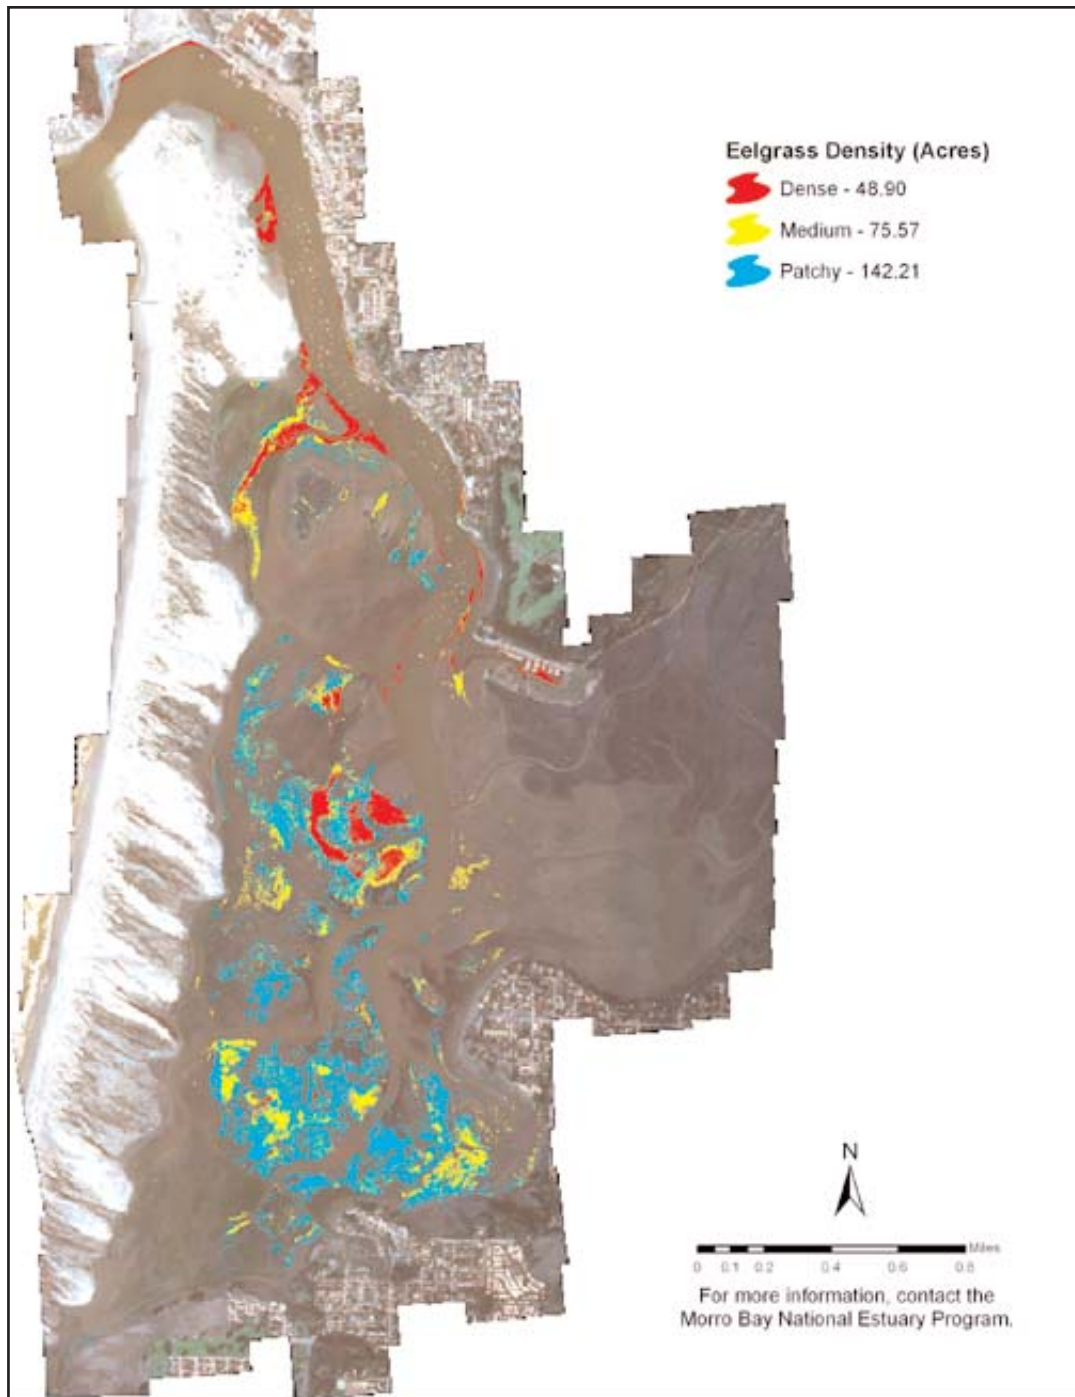 Eelgrass Density (Acres)
Dense - 48.90
Medium - 75.57
Patchy - 142.21
N
Miles
0 0.1 0.2 0.4 0.6 0.8
For more information, contact the
Morro Bay National Estuary Program.